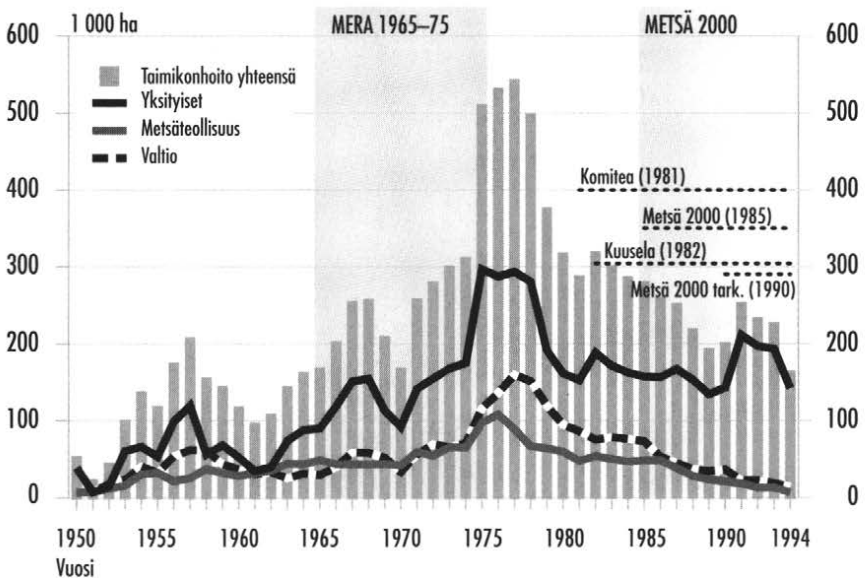 1 000 ha
MERA 1965–75
METSÄ 2000
600
500
400
300
200
100
0
600
500
400
300
200
100
0
Taimikonhoito yhteensä
Yksityiset
Metsäteollisuus
Valtio
Komitea (1981)
Metsä 2000 (1985)
Kuusela (1982)
Metsä 2000 tark. (1990)
1950 1955 1960 1965 1970 1975 1980 1985 1990 1994
Vuosi